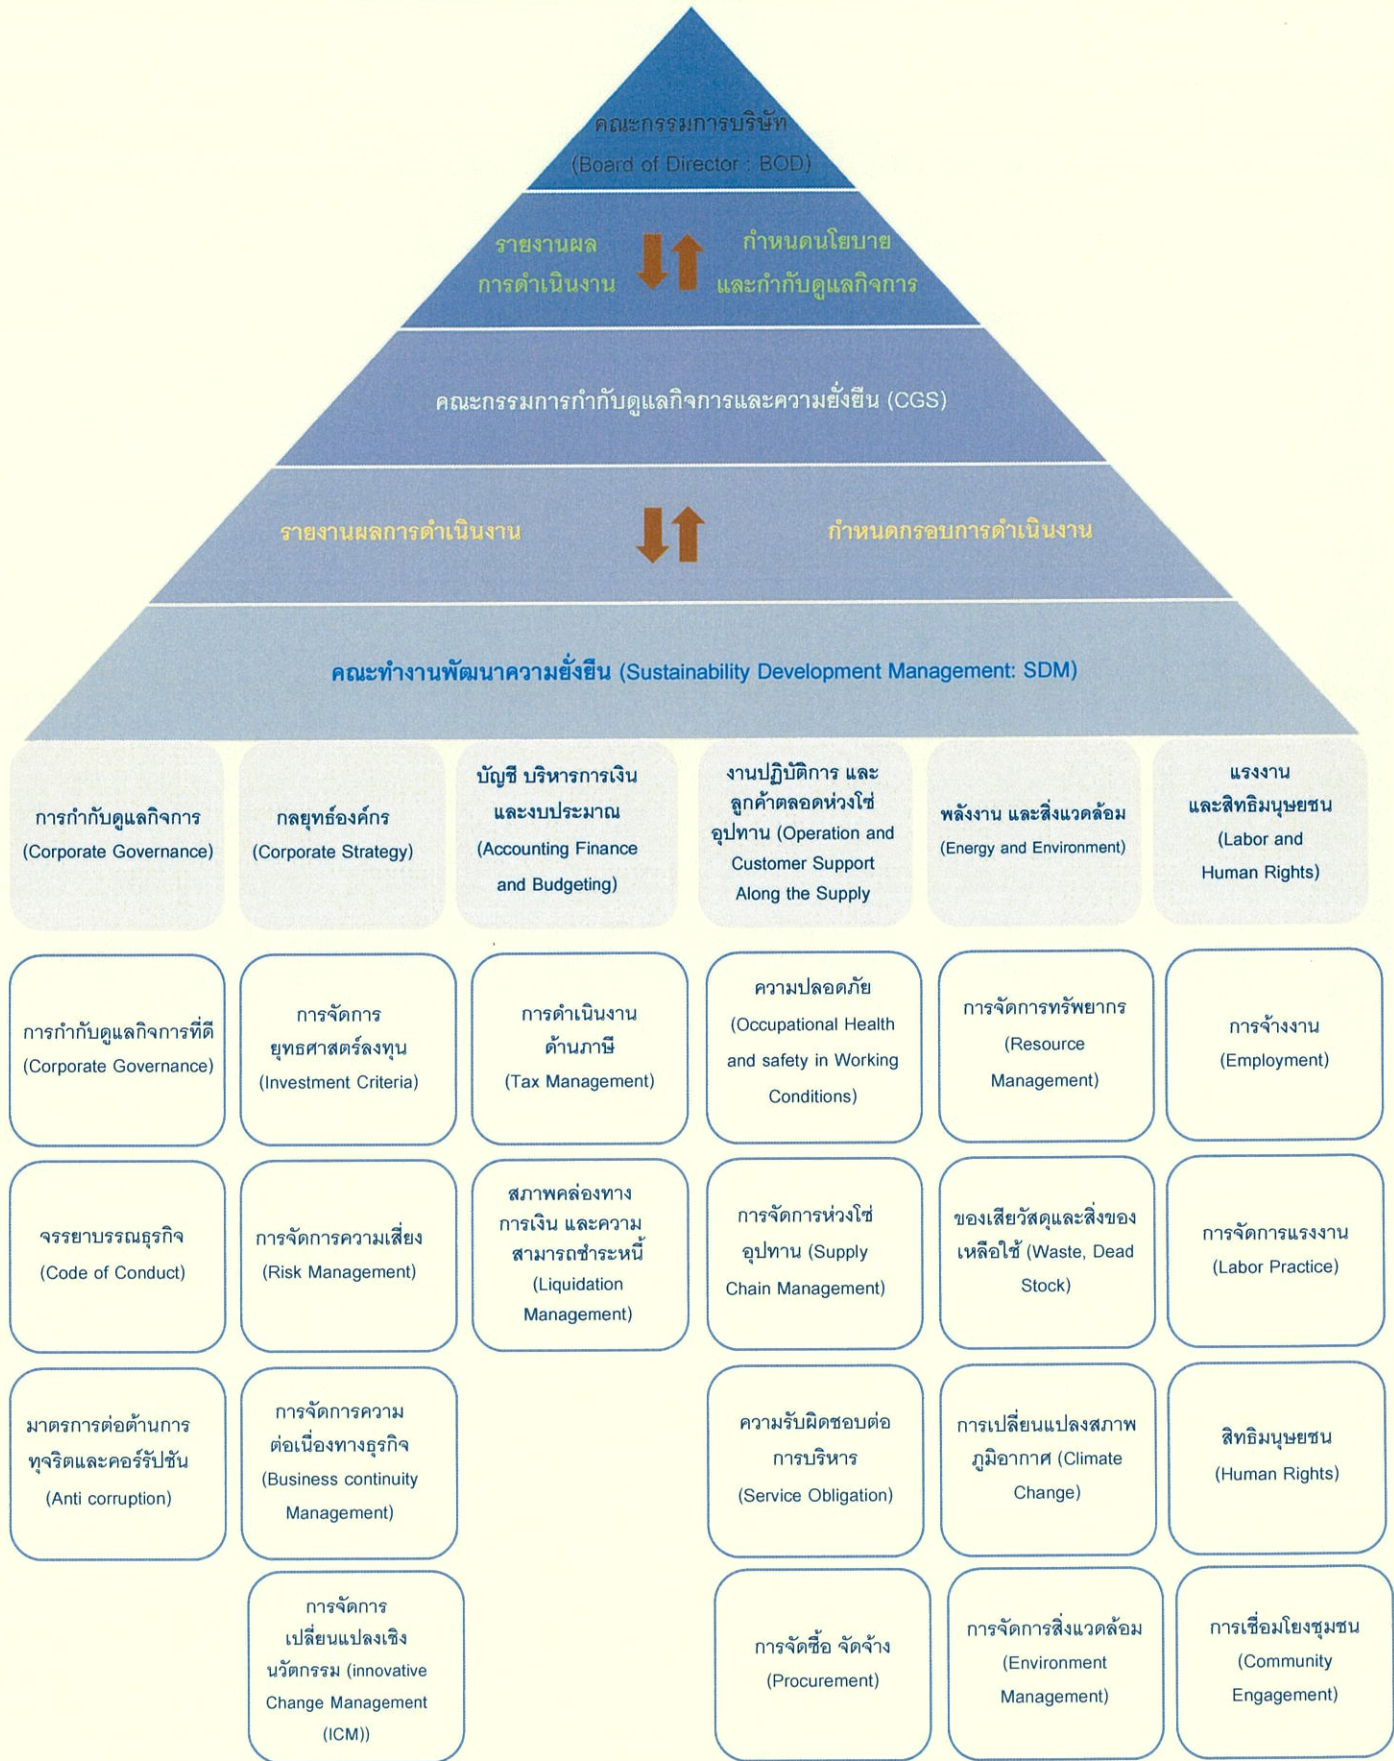 คณะกรรมการบริษัท
(Board of Director : BOD)
รายงานผล
การดำเนินงาน
กำหนดนโยบาย
และกำกับดูแลกิจการ
คณะกรรมการกำกับดูแลกิจการและความยั่งยืน (CGS)
รายงานผลการดำเนินงาน
กำหนดกรอบการดำเนินงาน
คณะทำงานพัฒนาความยั่งยืน (Sustainability Development Management: SDM)
การกำกับดูแลกิจการ
(Corporate Governance)
กลยุทธ์องค์กร
(Corporate Strategy)
บัญชี บริหารการเงิน
และงบประมาณ
(Accounting Finance
and Budgeting)
งานปฏิบัติการ และ
ลูกค้าตลอดห่วงโซ่
อุปทาน (Operation and
Customer Support
Along the Supply
พลังงาน และสิ่งแวดล้อม
(Energy and Environment)
แรงงาน
และสิทธิมนุษยชน
(Labor and
Human Rights)
การกำกับดูแลกิจการที่ดี
(Corporate Governance)
การจัดการ
ยุทธศาสตร์ลงทุน
(Investment Criteria)
การดำเนินงาน
ด้านภาษี
(Tax Management)
ความปลอดภัย
(Occupational Health
and safety in Working
Conditions)
การจัดการทรัพยากร
(Resource
Management)
การจ้างงาน
(Employment)
จรรยาบรรณธุรกิจ
(Code of Conduct)
การจัดการความเสี่ยง
(Risk Management)
สภาพคล่องทาง
การเงิน และความ
สามารถชำระหนี้
(Liquidation
Management)
การจัดการห่วงโซ่
อุปทาน (Supply
Chain Management)
ของเสียวัสดุและสิ่งของ
เหลือใช้ (Waste, Dead
Stock)
การจัดการแรงงาน
(Labor Practice)
มาตรการต่อต้านการ
ทุจริตและคอร์รัปชัน
(Anti corruption)
การจัดการความ
ต่อเนื่องทางธุรกิจ
(Business continuity
Management)
ความรับผิดชอบต่อ
การบริหาร
(Service Obligation)
การเปลี่ยนแปลงสภาพ
ภูมิอากาศ (Climate
Change)
สิทธิมนุษยชน
(Human Rights)
การจัดการ
เปลี่ยนแปลงเชิง
นวัตกรรม (innovative
Change Management
(ICM))
การจัดซื้อ จัดจ้าง
(Procurement)
การจัดการสิ่งแวดล้อม
(Environment
Management)
การเชื่อมโยงชุมชน
(Community
Engagement)